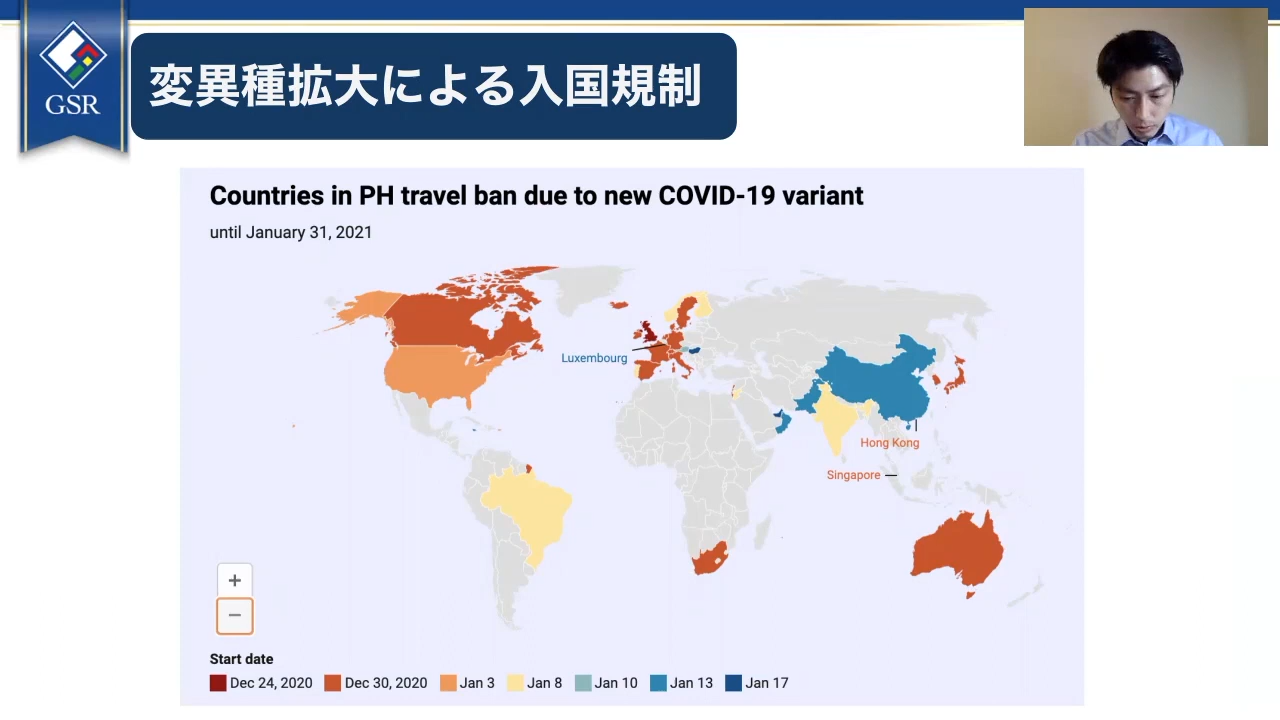 GSR
変異種拡大による入国規制
Countries in PH travel ban due to new COVID-19 variant
until January 31, 2021
Luxembourg
Hong Kong
Singapore
+
−
Start date
Dec 24, 2020 Dec 30, 2020 Jan 3 Jan 8 Jan 10 Jan 13 Jan 17